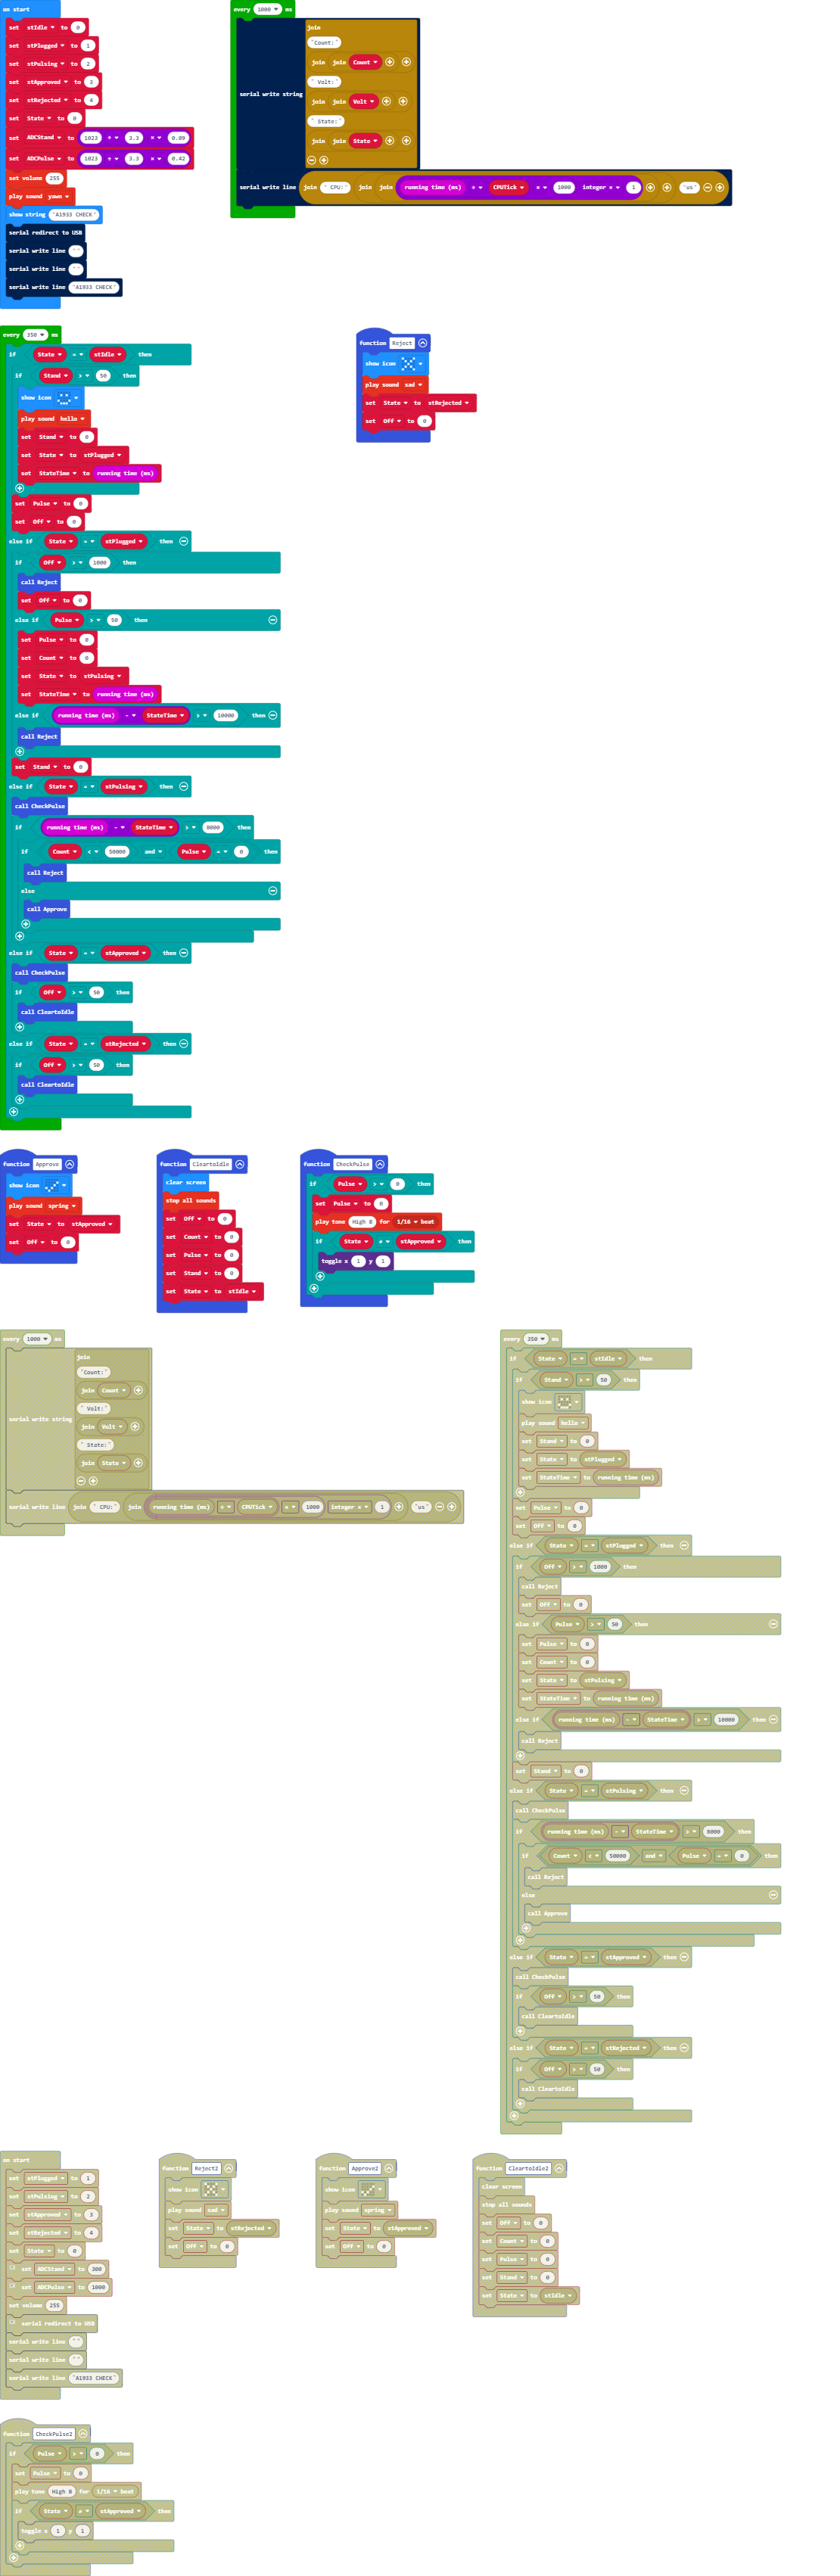 on start
set stIdle to 0
set stPlugged to 1
set stPulsing to 2
set stApproved to 3
set stRejected to 4
set State to 0
set ADCStand to 1023 ÷ 3.3 × 0.09
set ADCPulse to 1023 ÷ 3.3 × 0.42
set volume 255
play sound yawn
show string "A1933 CHECK"
serial redirect to USB
serial write line " "
serial write line " "
serial write line "A1933 CHECK"
every 1000 ms
join
"Count:"
join join Count
" Volt:"
serial write string
join join Volt
" State:"
join join State
serial write line join " CPU:" join join running time (ms) ÷ CPUTick × 1000 integer ÷ 1 "us"
every 350 ms
if State = stIdle then
if Stand > 50 then
show icon
play sound hello
set Stand to 0
set State to stPlugged
set StateTime to running time (ms)
set Pulse to 0
set Off to 0
else if State = stPlugged then
if Off > 1000 then
call Reject
set Off to 0
else if Pulse > 50 then
set Pulse to 0
set Count to 0
set State to stPulsing
set StateTime to running time (ms)
else if running time (ms) - StateTime > 10000 then
call Reject
set Stand to 0
else if State = stPulsing then
call CheckPulse
if running time (ms) - StateTime > 8000 then
if Count < 50000 and Pulse = 0 then
call Reject
else
call Approve
else if State = stApproved then
call CheckPulse
if Off > 50 then
call CleartoIdle
else if State = stRejected then
if Off > 50 then
call CleartoIdle
function Reject
show icon
play sound sad
set State to stRejected
set Off to 0
function Approve
show icon
play sound spring
set State to stApproved
set Off to 0
function CleartoIdle
clear screen
stop all sounds
set Off to 0
set Count to 0
set Pulse to 0
set Stand to 0
set State to stIdle
function CheckPulse
if Pulse > 0 then
set Pulse to 0
play tone High B for 1/16 beat
if State ≠ stApproved then
toggle x 1 y 1
every 1000 ms
join
"Count:"
join Count
" Volt:"
serial write string
join Volt
" State:"
join State
serial write line join " CPU:" join running time (ms) ÷ CPUTick × 1000 integer ÷ 1 "us"
every 350 ms
if State = stIdle then
if Stand > 50 then
show icon
play sound hello
set Stand to 0
set State to stPlugged
set StateTime to running time (ms)
set Pulse to 0
set Off to 0
else if State = stPlugged then
if Off > 1000 then
call Reject
set Off to 0
else if Pulse > 50 then
set Pulse to 0
set Count to 0
set State to stPulsing
set StateTime to running time (ms)
else if running time (ms) - StateTime > 10000 then
call Reject
set Stand to 0
else if State = stPulsing then
call CheckPulse
if running time (ms) - StateTime > 8000 then
if Count < 50000 and Pulse = 0 then
call Reject
else
call Approve
else if State = stApproved then
call CheckPulse
if Off > 50 then
call CleartoIdle
else if State = stRejected then
if Off > 50 then
call CleartoIdle
on start
set stPlugged to 1
set stPulsing to 2
set stApproved to 3
set stRejected to 4
set State to 0
set ADCStand to 300
set ADCPulse to 1000
set volume 255
serial redirect to USB
serial write line " "
serial write line " "
serial write line "A1933 CHECK"
function Reject2
show icon
play sound sad
set State to stRejected
set Off to 0
function Approve2
show icon
play sound spring
set State to stApproved
set Off to 0
function CleartoIdle2
clear screen
stop all sounds
set Off to 0
set Count to 0
set Pulse to 0
set Stand to 0
set State to stIdle
function CheckPulse2
if Pulse > 0 then
set Pulse to 0
play tone High B for 1/16 beat
if State ≠ stApproved then
toggle x 1 y 1